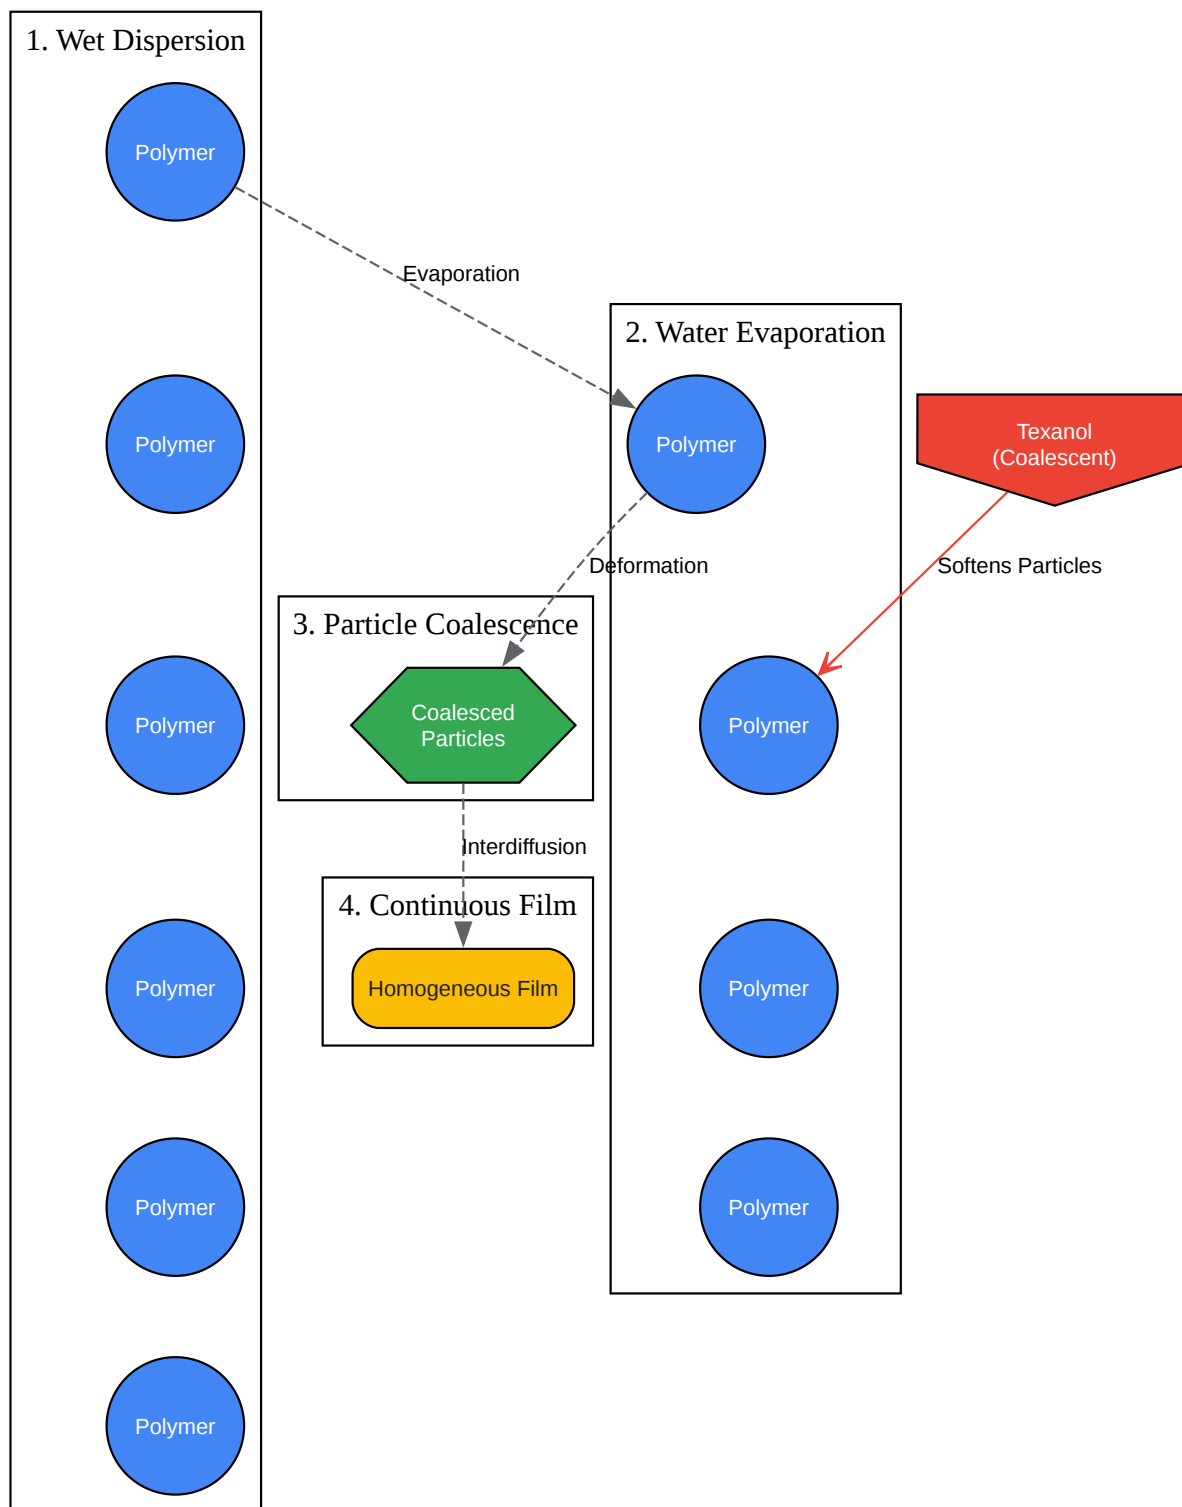 1. Wet Dispersion
Polymer
Evaporation
2. Water Evaporation
Polymer
Polymer
Texanol
(Coalescent)
Deformation
Softens Particles
3. Particle Coalescence
Polymer
Coalesced
Particles
Polymer
Interdiffusion
4. Continuous Film
Polymer
Homogeneous Film
Polymer
Polymer
Polymer
Polymer